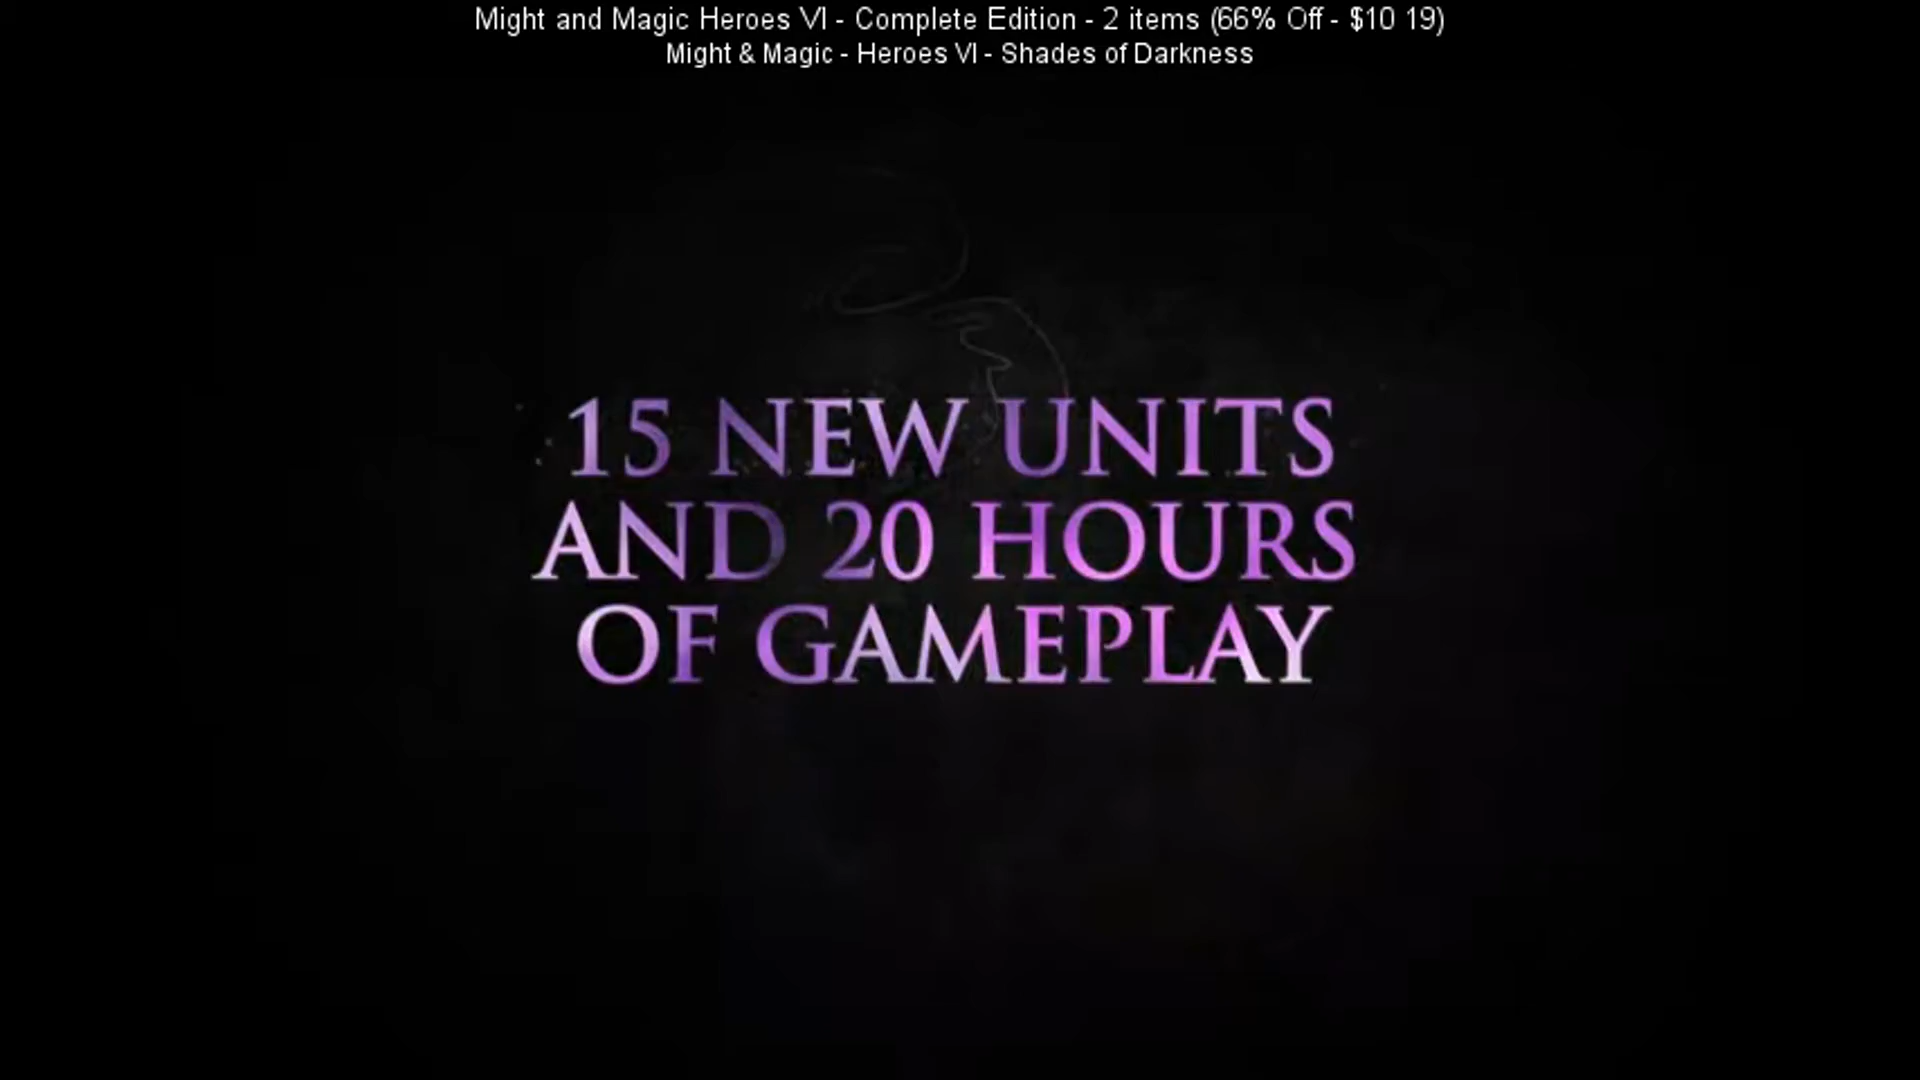 Might and Magic Heroes VI - Complete Edition - 2 items (66% Off - $10 19)
Might & Magic - Heroes VI - Shades of Darkness
15 NEW UNITS
AND 20 HOURS
OF GAMEPLAY